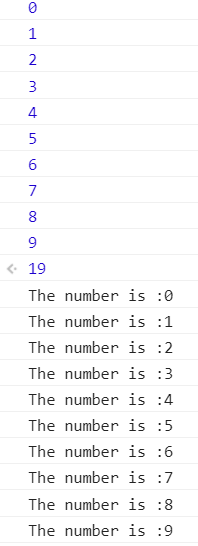 0
1
2
3
4
5
6
7
8
9
19
The number is :0
The number is :1
The number is :2
The number is :3
The number is :4
The number is :5
The number is :6
The number is :7
The number is :8
The number is :9